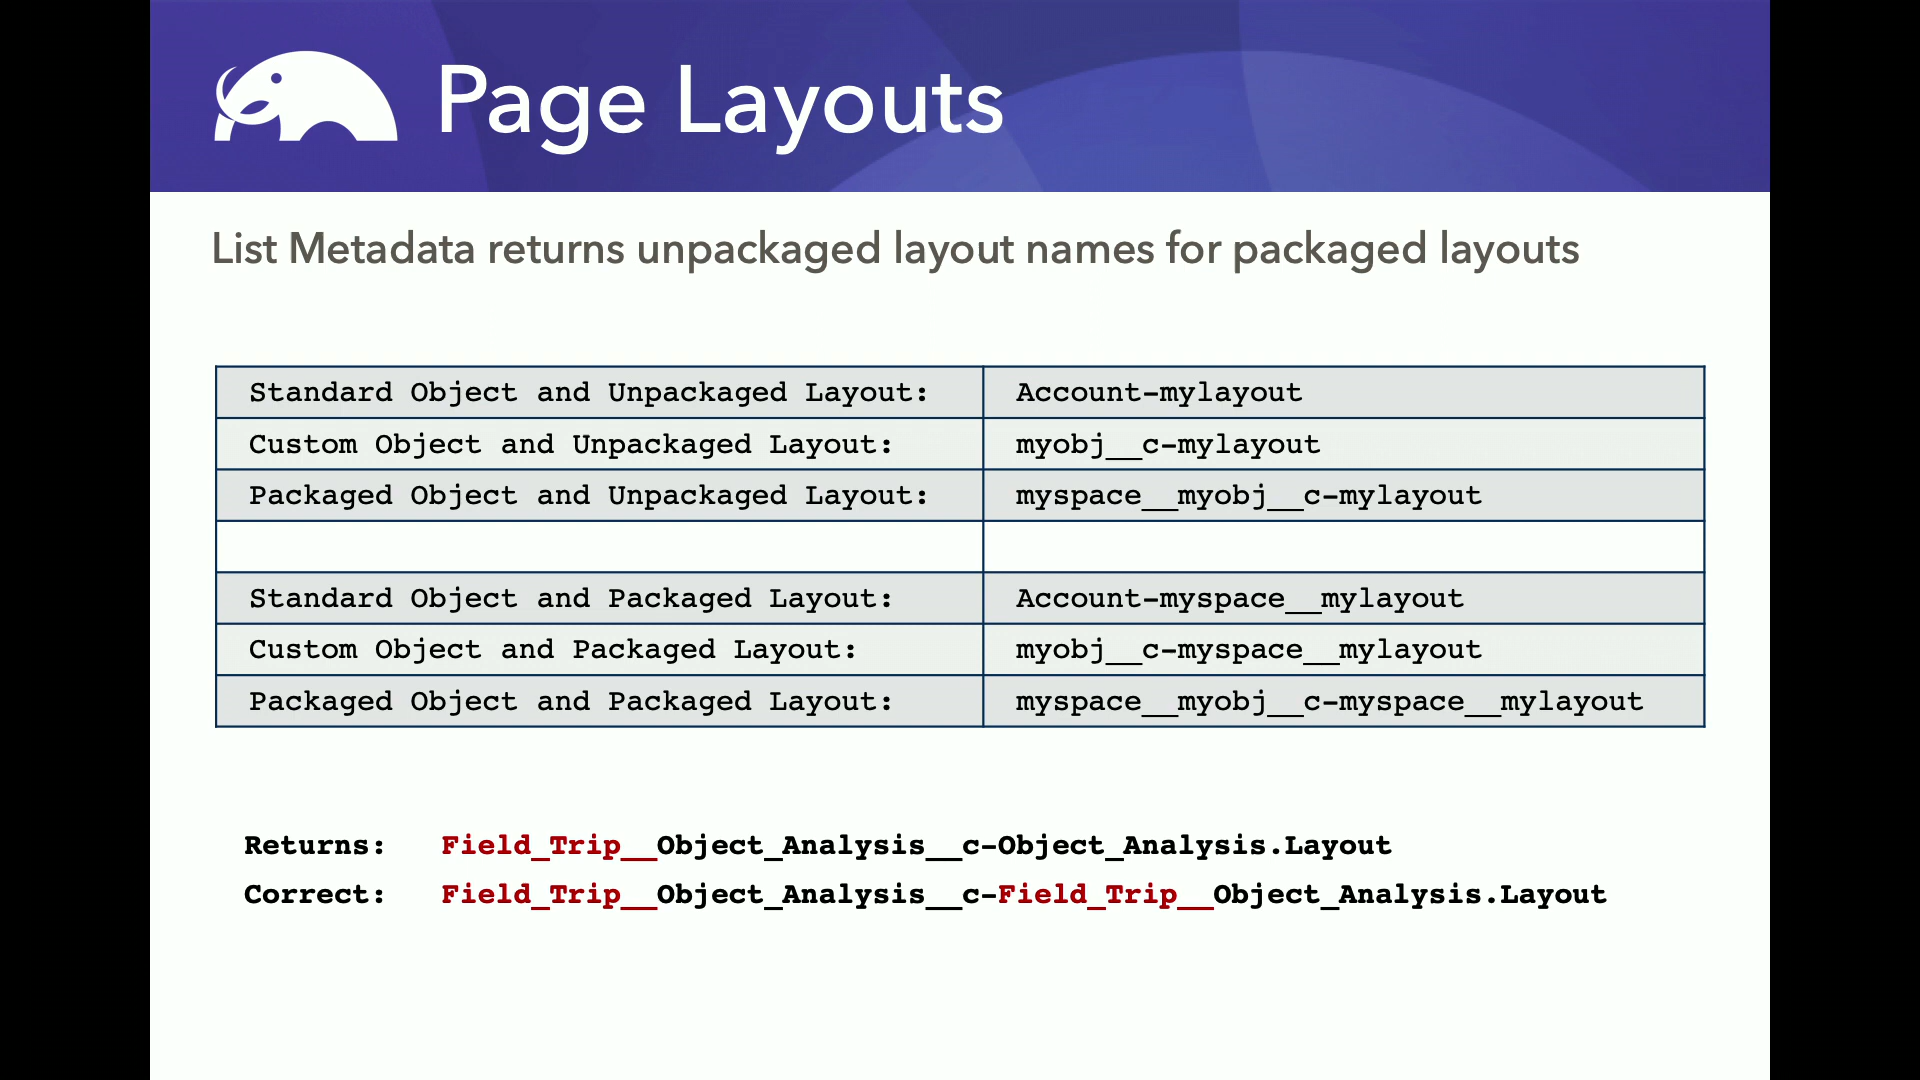 Page Layouts
List Metadata returns unpackaged layout names for packaged layouts
Standard Object and Unpackaged Layout: Account-mylayout
Custom Object and Unpackaged Layout: myobj__c-mylayout
Packaged Object and Unpackaged Layout: myspace__myobj__c-mylayout
Standard Object and Packaged Layout: Account-myspace__mylayout
Custom Object and Packaged Layout: myobj__c-myspace__mylayout
Packaged Object and Packaged Layout: myspace__myobj__c-myspace__mylayout
Returns: Field_Trip__Object_Analysis__c-Object_Analysis.Layout
Correct: Field_Trip__Object_Analysis__c-Field_Trip__Object_Analysis.Layout